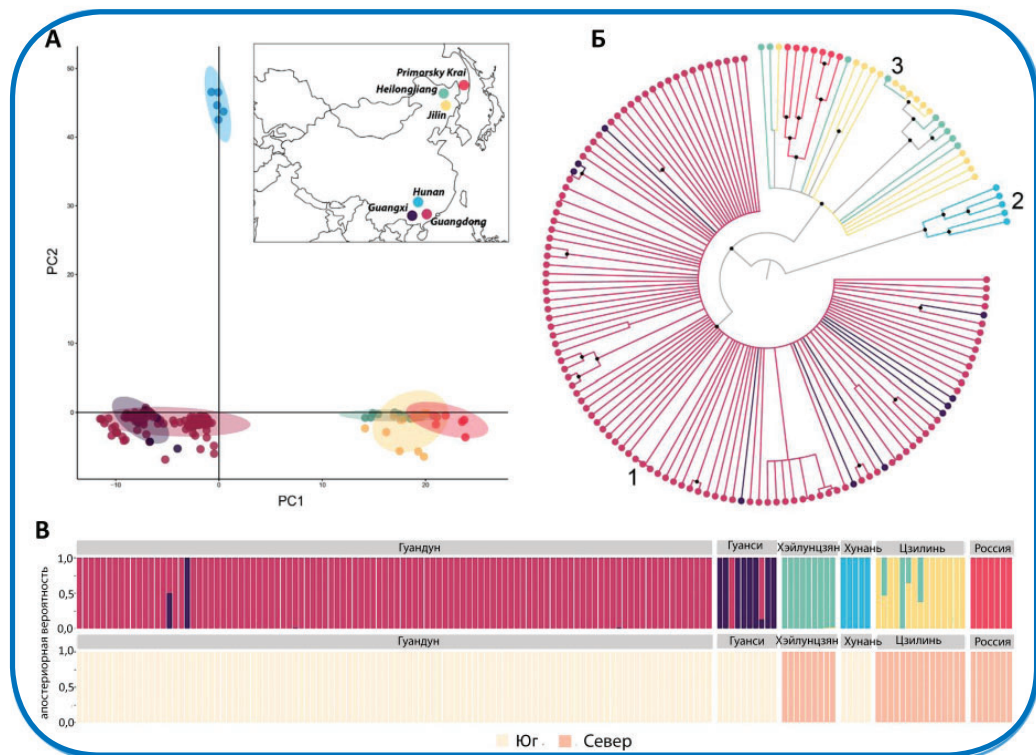 А
Б
50
40
30
20
10
0
PC2
-10
0
10
20
PC1
Primorsky Krai
Heilongjiang
Jilin
Hunan
Guangxi
Guangdong
3
2
1
В
Гуандун
Гуанси
Хэйлунцзян
Хунань
Цзилинь
Россия
апостериорная вероятность
1,0
0,5
0,0
Гуандун
Гуанси
Хэйлунцзян
Хунань
Цзилинь
Россия
1,0
0,5
0,0
Юг
Север